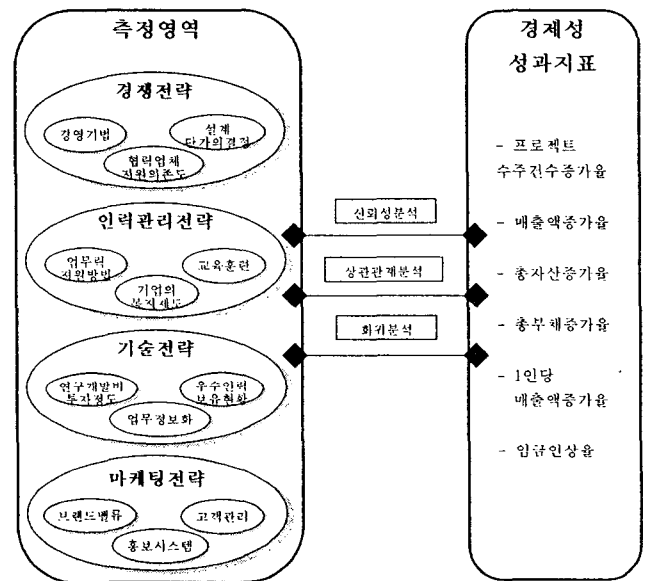 측정영역
경쟁전략
경영기법
설계
단가의결정
협력업체
지원의존도
인력관리전략
업무력
지원방법
교육훈련
기업의
복지제도
기술전략
연구개발비
투자정도
우수인력
보유현황
업무정보화
마케팅전략
브랜드밸류
고객관리
홍보시스템
신뢰성분석
상관관계분석
회귀분석
경제성
성과지표
- 프로젝트
수주건수증가율
- 매출액증가율
- 총자산증가율
- 총부채증가율
- 1인당
매출액증가율
- 임금인상율